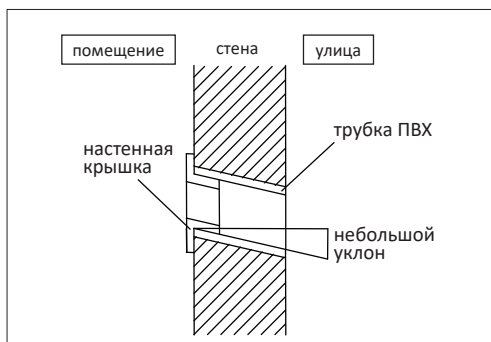 помещение
стена
улица
трубка ПВХ
настенная
крышка
небольшой
уклон